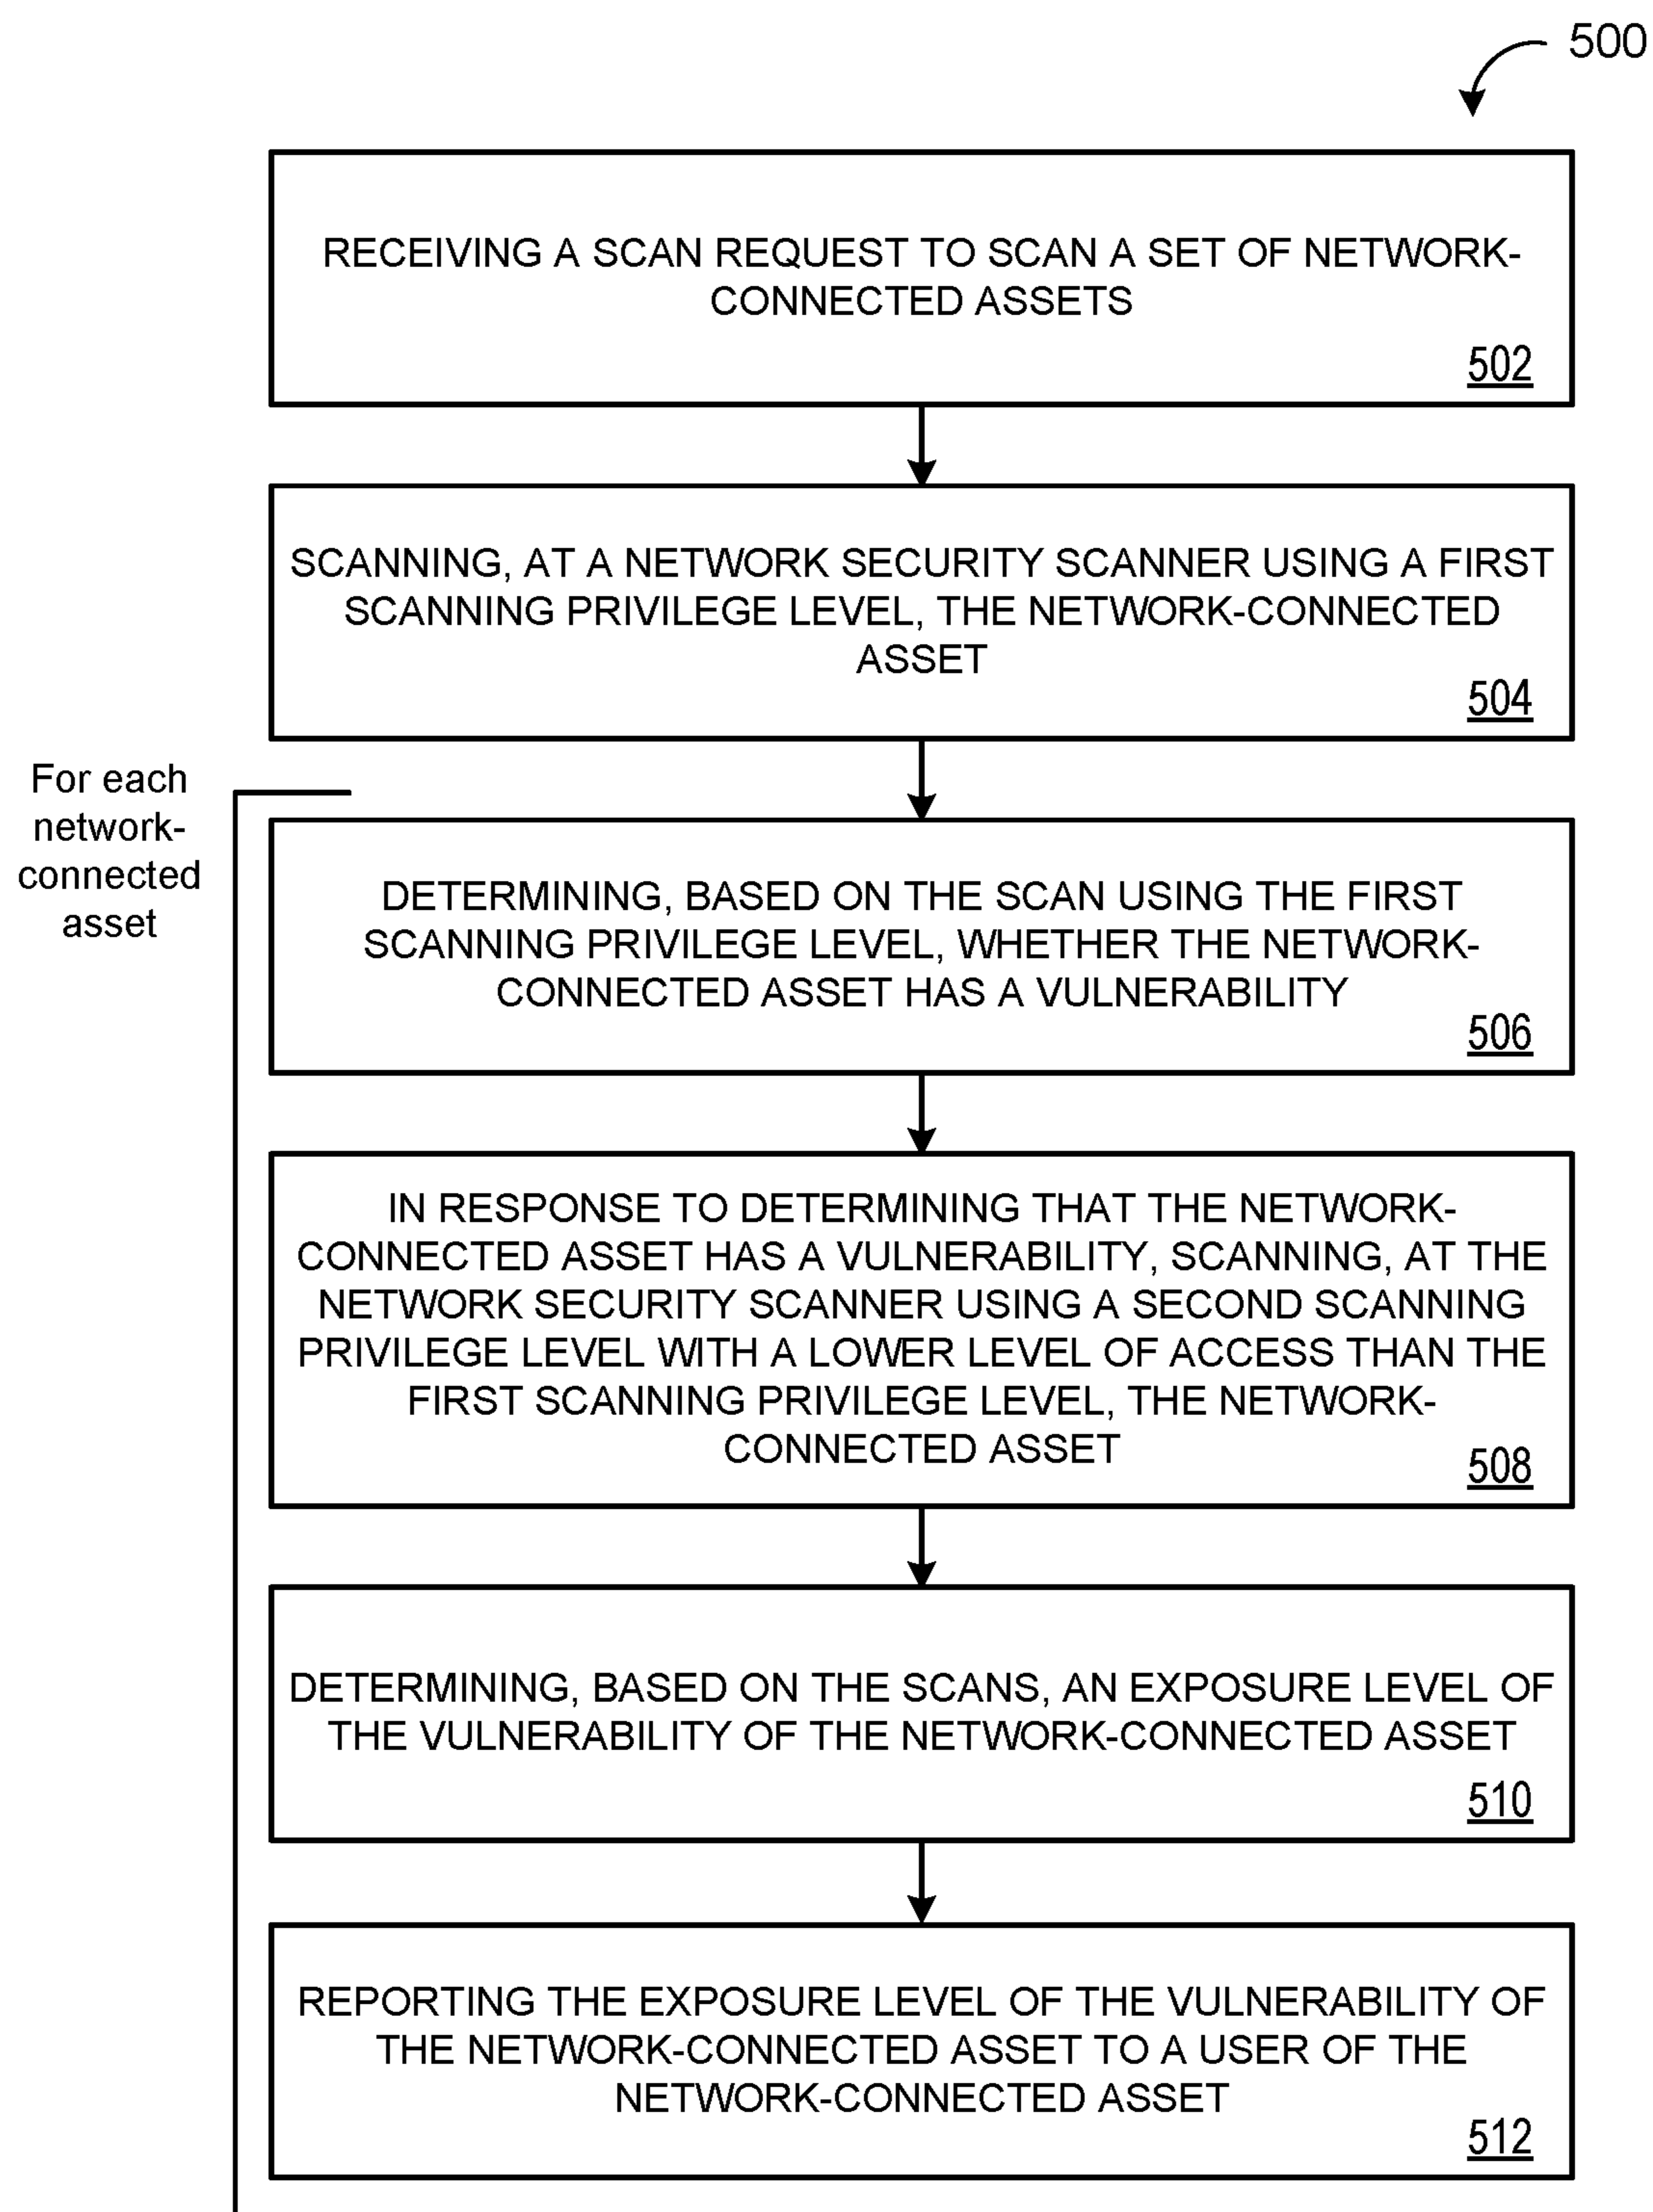 500
RECEIVING A SCAN REQUEST TO SCAN A SET OF NETWORK-
CONNECTED ASSETS
502
SCANNING, AT A NETWORK SECURITY SCANNER USING A FIRST
SCANNING PRIVILEGE LEVEL, THE NETWORK-CONNECTED
ASSET
504
For each
network-
connected
asset
DETERMINING, BASED ON THE SCAN USING THE FIRST
SCANNING PRIVILEGE LEVEL, WHETHER THE NETWORK-
CONNECTED ASSET HAS A VULNERABILITY
506
IN RESPONSE TO DETERMINING THAT THE NETWORK-
CONNECTED ASSET HAS A VULNERABILITY, SCANNING, AT THE
NETWORK SECURITY SCANNER USING A SECOND SCANNING
PRIVILEGE LEVEL WITH A LOWER LEVEL OF ACCESS THAN THE
FIRST SCANNING PRIVILEGE LEVEL, THE NETWORK-
CONNECTED ASSET
508
DETERMINING, BASED ON THE SCANS, AN EXPOSURE LEVEL OF
THE VULNERABILITY OF THE NETWORK-CONNECTED ASSET
510
REPORTING THE EXPOSURE LEVEL OF THE VULNERABILITY OF
THE NETWORK-CONNECTED ASSET TO A USER OF THE
NETWORK-CONNECTED ASSET
512